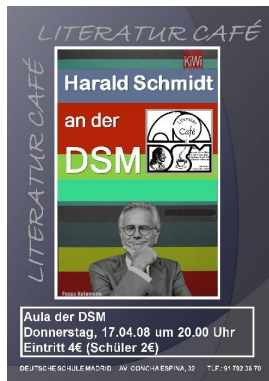 LITERATUR CAFÉ
LITERATUR CAFÉ
KiWi
Harald Schmidt
an der
DSM
Café
DSM
Aula der DSM
Donnerstag, 17.04.08 um 20.00 Uhr
Eintritt 4€ (Schüler 2€)
DEUTSCHE SCHULE MADRID AV. CONCHA ESPINA, 32 TLF.: 91 782 36 70